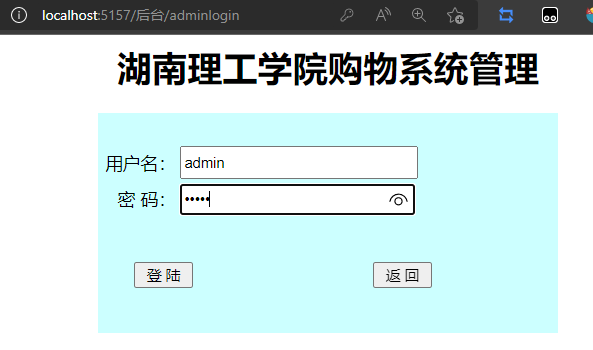 localhost:5157/后台/adminlogin
湖南理工学院购物系统管理
用户名： admin
密 码： •••••
登 陆 返 回